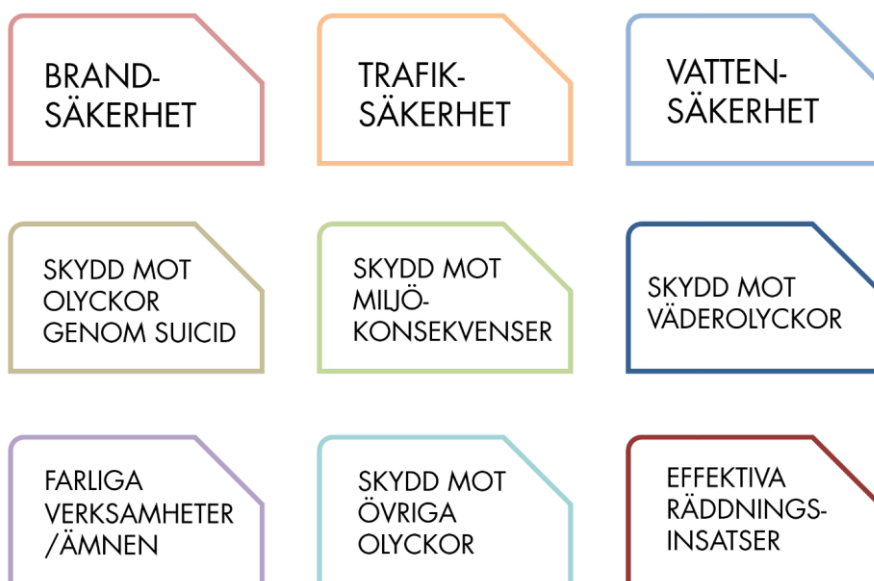 BRAND-
SÄKERHET
TRAFIK-
SÄKERHET
VATTEN-
SÄKERHET
SKYDD MOT
OLYCKOR
GENOM SUICID
SKYDD MOT
MILJÖ-
KONSEKVENSER
SKYDD MOT
VÄDEROLYCKOR
FARLIGA
VERKSAMHETER
/ÄMNEN
SKYDD MOT
ÖVRIGA
OLYCKOR
EFFEKTIVA
RÄDDNINGS-
INSATSER